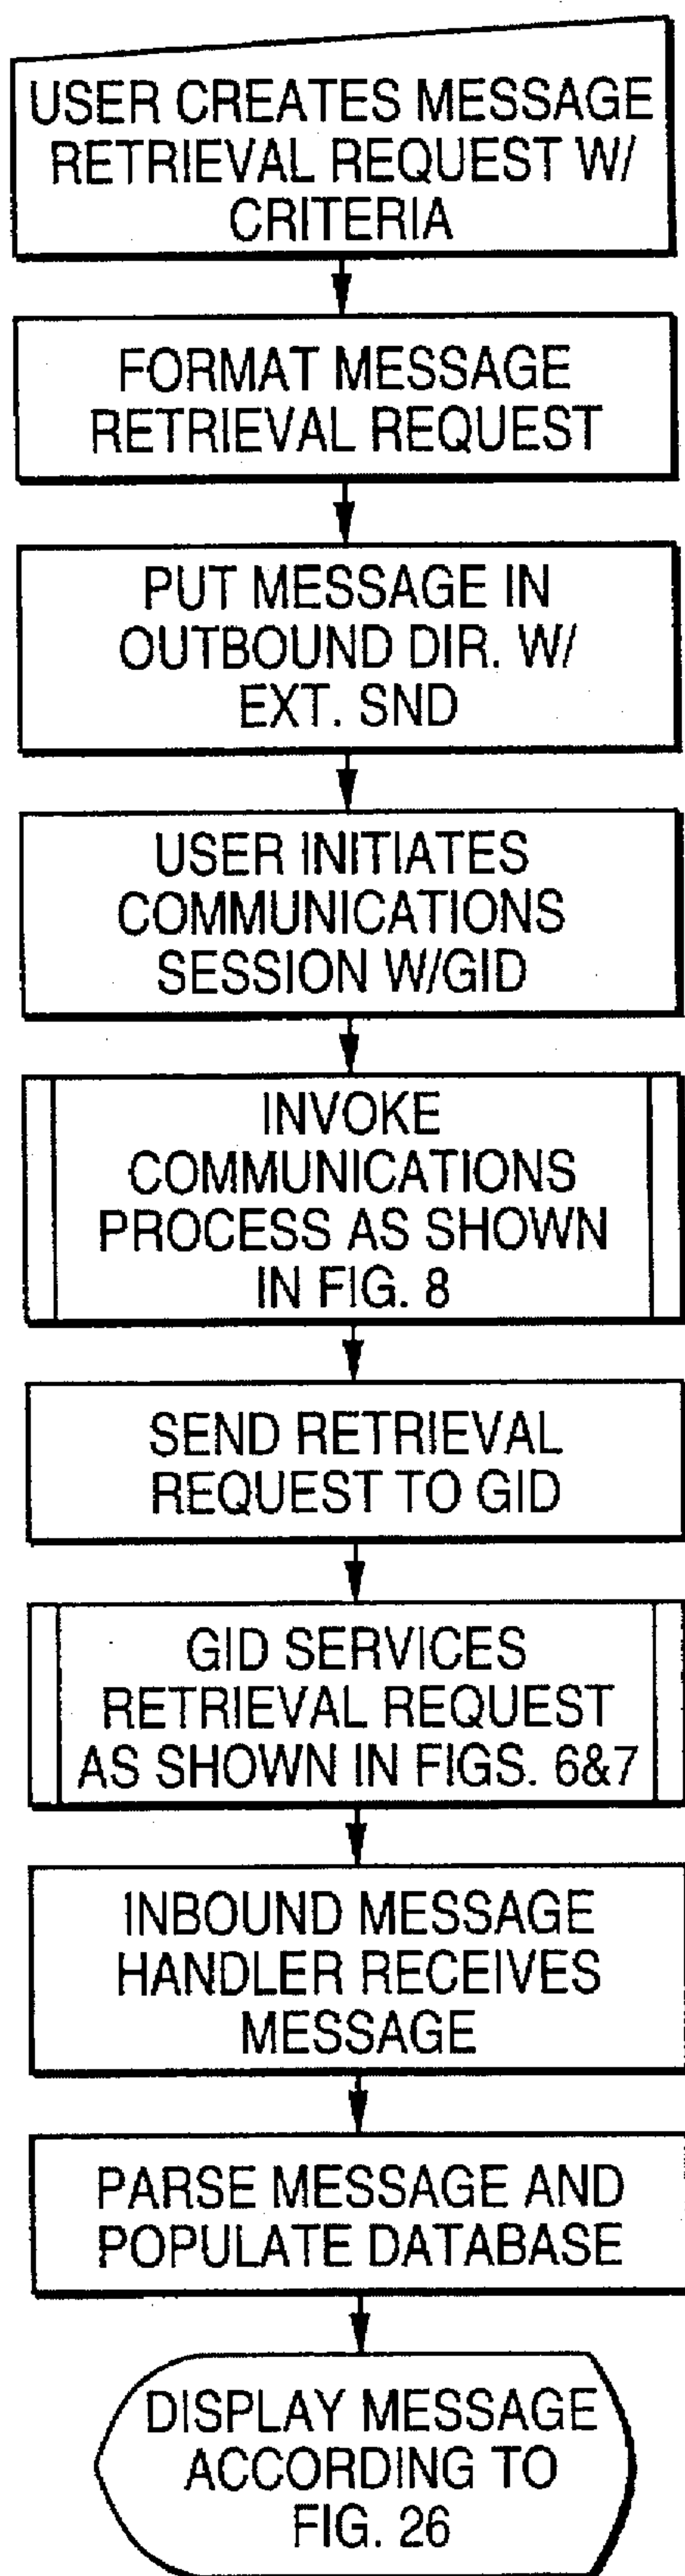 USER CREATES MESSAGE
RETRIEVAL REQUEST W/
CRITERIA
FORMAT MESSAGE
RETRIEVAL REQUEST
PUT MESSAGE IN
OUTBOUND DIR. W/
EXT. SND
USER INITIATES
COMMUNICATIONS
SESSION W/GID
INVOKE
COMMUNICATIONS
PROCESS AS SHOWN
IN FIG. 8
SEND RETRIEVAL
REQUEST TO GID
GID SERVICES
RETRIEVAL REQUEST
AS SHOWN IN FIGS. 6&7
INBOUND MESSAGE
HANDLER RECEIVES
MESSAGE
PARSE MESSAGE AND
POPULATE DATABASE
DISPLAY MESSAGE
ACCORDING TO
FIG. 26